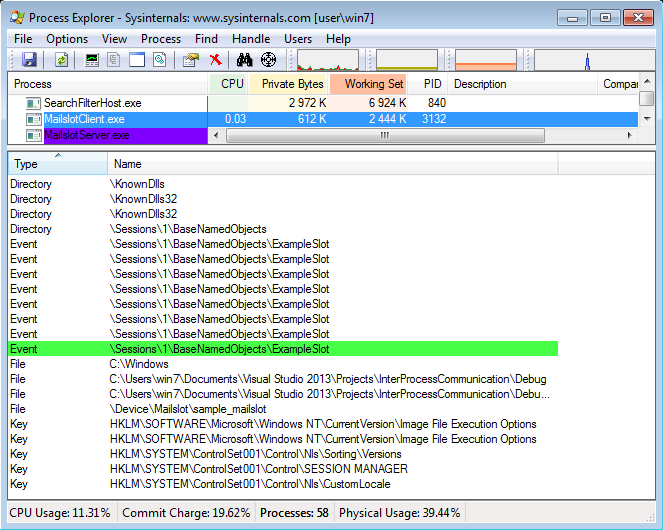 Process Explorer - Sysinternals: www.sysinternals.com [user\win7]
File Options View Process Find Handle Users Help
Process CPU Private Bytes Working Set PID Description Compar
SearchFilterHost.exe 2 972 K 6 924 K 840
MailslotClient.exe 0.03 612 K 2 444 K 3132
MailslotServer.exe
Type Name
Directory \KnownDlls
Directory \KnownDlls32
Directory \KnownDlls32
Directory \Sessions\1\BaseNamedObjects
Event \Sessions\1\BaseNamedObjects\ExampleSlot
Event \Sessions\1\BaseNamedObjects\ExampleSlot
Event \Sessions\1\BaseNamedObjects\ExampleSlot
Event \Sessions\1\BaseNamedObjects\ExampleSlot
Event \Sessions\1\BaseNamedObjects\ExampleSlot
Event \Sessions\1\BaseNamedObjects\ExampleSlot
Event \Sessions\1\BaseNamedObjects\ExampleSlot
Event \Sessions\1\BaseNamedObjects\ExampleSlot
File C:\Windows
File C:\Users\win7\Documents\Visual Studio 2013\Projects\InterProcessCommunication\Debug
File C:\Users\win7\Documents\Visual Studio 2013\Projects\InterProcessCommunication\Debu...
File \Device\Mailslot\sample_mailslot
Key HKLM\SOFTWARE\Microsoft\Windows NT\CurrentVersion\Image File Execution Options
Key HKLM\SOFTWARE\Microsoft\Windows NT\CurrentVersion\Image File Execution Options
Key HKLM\SYSTEM\ControlSet001\Control\Nls\Sorting\Versions
Key HKLM\SYSTEM\ControlSet001\Control\SESSION MANAGER
Key HKLM\SYSTEM\ControlSet001\Control\Nls\CustomLocale
CPU Usage: 11.31% Commit Charge: 19.62% Processes: 58 Physical Usage: 39.44%